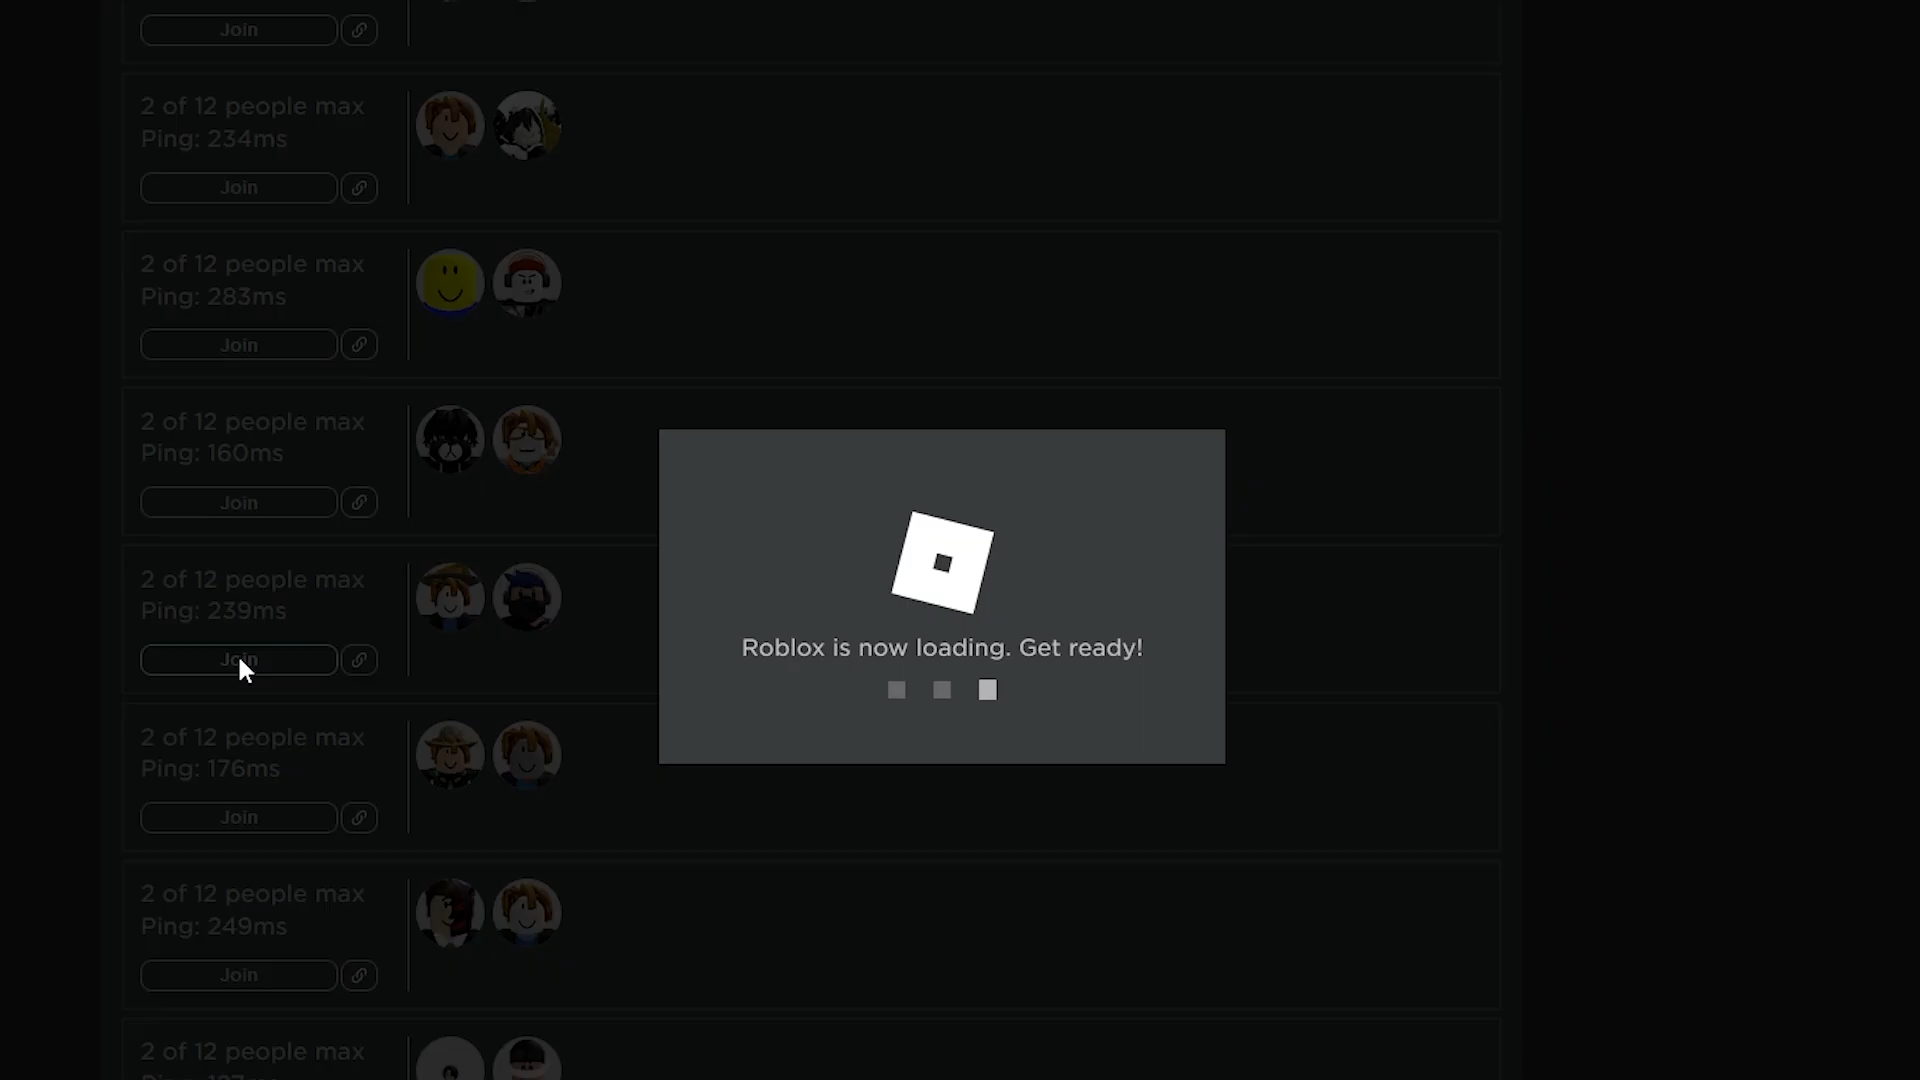 Join
2 of 12 people max
Ping: 234ms
Join
2 of 12 people max
Ping: 283ms
Join
2 of 12 people max
Ping: 160ms
Join
2 of 12 people max
Ping: 239ms
Join
Roblox is now loading. Get ready!
2 of 12 people max
Ping: 176ms
Join
2 of 12 people max
Ping: 249ms
Join
2 of 12 people max